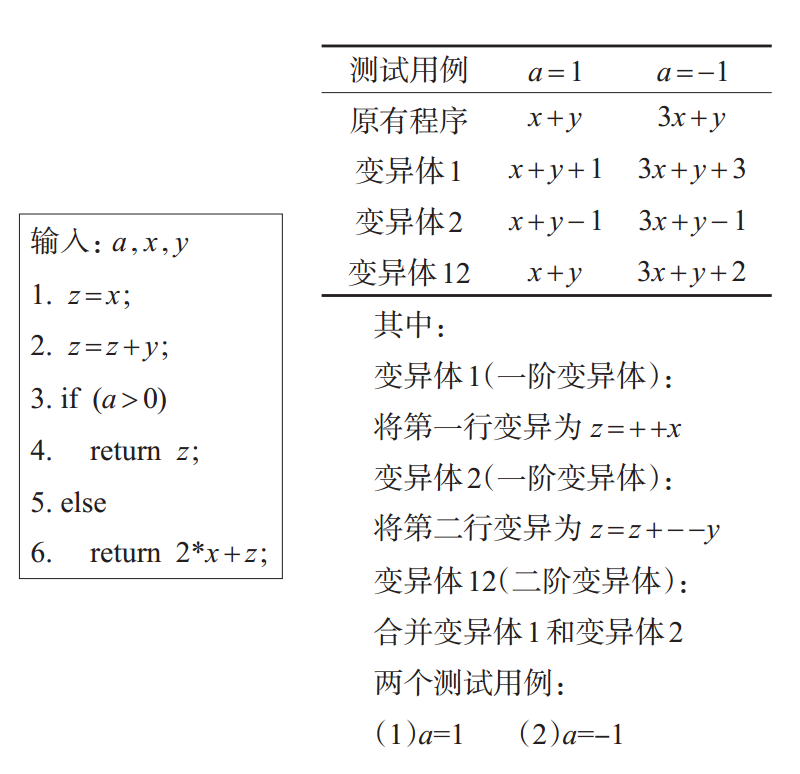 输入：a,x,y
1. z=x;
2. z=z+y;
3. if (a>0)
4. return z;
5. else
6. return 2*x+z;
测试用例 a=1 a=−1
原有程序 x+y 3x+y
变异体1 x+y+1 3x+y+3
变异体2 x+y−1 3x+y−1
变异体12 x+y 3x+y+2
其中：
变异体1(一阶变异体)：
将第一行变异为 z=++x
变异体2(一阶变异体)：
将第二行变异为 z=z+−−y
变异体12(二阶变异体)：
合并变异体1和变异体2
两个测试用例：
(1)a=1 (2)a=−1